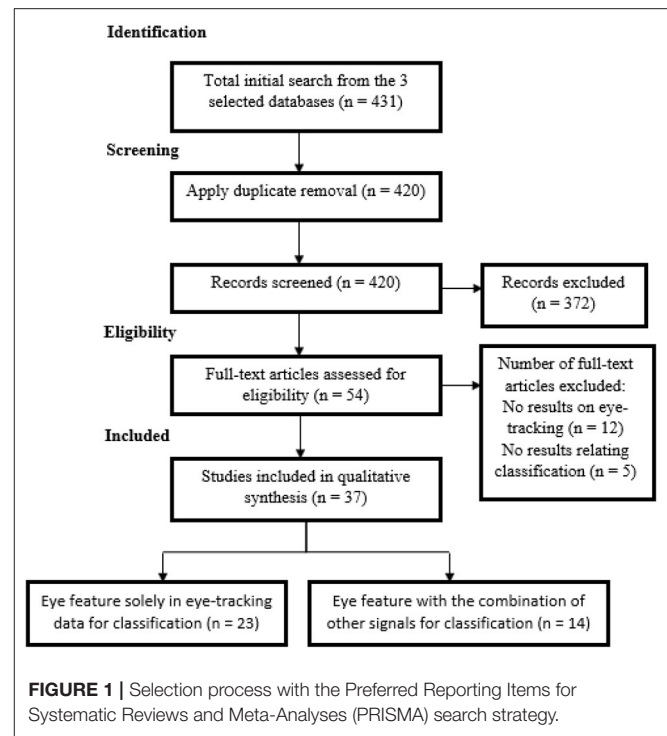 Identification
Total initial search from the 3
selected databases (n = 431)
Screening
Apply duplicate removal (n = 420)
Records screened (n = 420)
Records excluded
(n = 372)
Eligibility
Full-text articles assessed for
eligibility (n = 54)
Number of full-text
articles excluded:
No results on eye-
tracking (n = 12)
No results relating
classification (n = 5)
Included
Studies included in qualitative
synthesis (n = 37)
Eye feature solely in eye-tracking
data for classification (n = 23)
Eye feature with the combination of
other signals for classification (n = 14)
FIGURE 1 | Selection process with the Preferred Reporting Items for
Systematic Reviews and Meta-Analyses (PRISMA) search strategy.